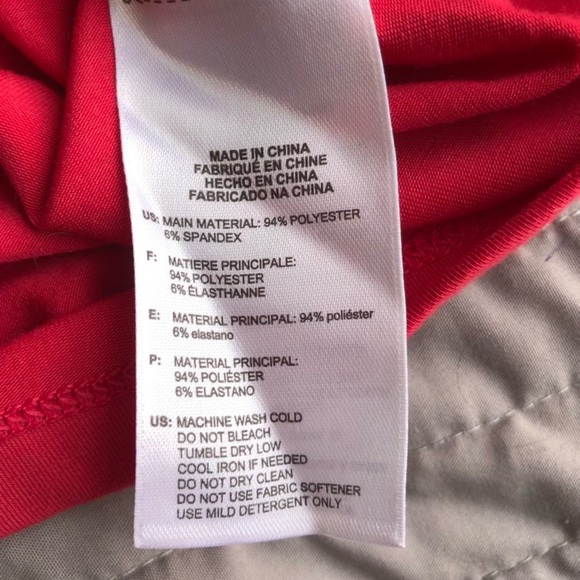 MADE IN CHINA
FABRIQUÉ EN CHINE
HECHO EN CHINA
FABRICADO NA CHINA
US: MAIN MATERIAL: 94% POLYESTER
6% SPANDEX
F: MATIERE PRINCIPALE:
94% POLYESTER
6% ÉLASTHANNE
E: MATERIAL PRINCIPAL: 94% poliéster
6% elastano
P: MATERIAL PRINCIPAL:
94% POLIÉSTER
6% ELASTANO
US: MACHINE WASH COLD
DO NOT BLEACH
TUMBLE DRY LOW
COOL IRON IF NEEDED
DO NOT DRY CLEAN
DO NOT USE FABRIC SOFTENER
USE MILD DETERGENT ONLY